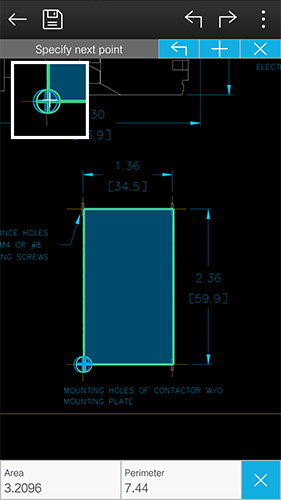 Specify next point
ELECT
.30
.9]
1.36
[34.5]
ANCE HOLES
M4 OR #8
NG SCREWS
2.36
[59.9]
MOUNTING HOLES OF CONTACTOR W/O
MOUNTING PLATE
Area
Perimeter
3.2096
7.44